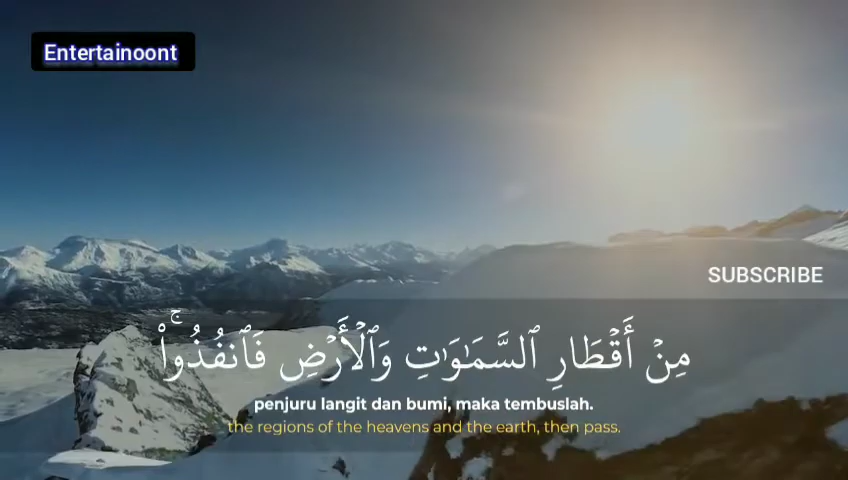 Entertainoont
SUBSCRIBE
مِنْ أَقْطَارِ ٱلسَّمَـٰوَٰتِ وَٱلْأَرْضِ فَٱنفُذُوا۟ ۚ
penjuru langit dan bumi, maka tembuslah.
the regions of the heavens and the earth, then pass.